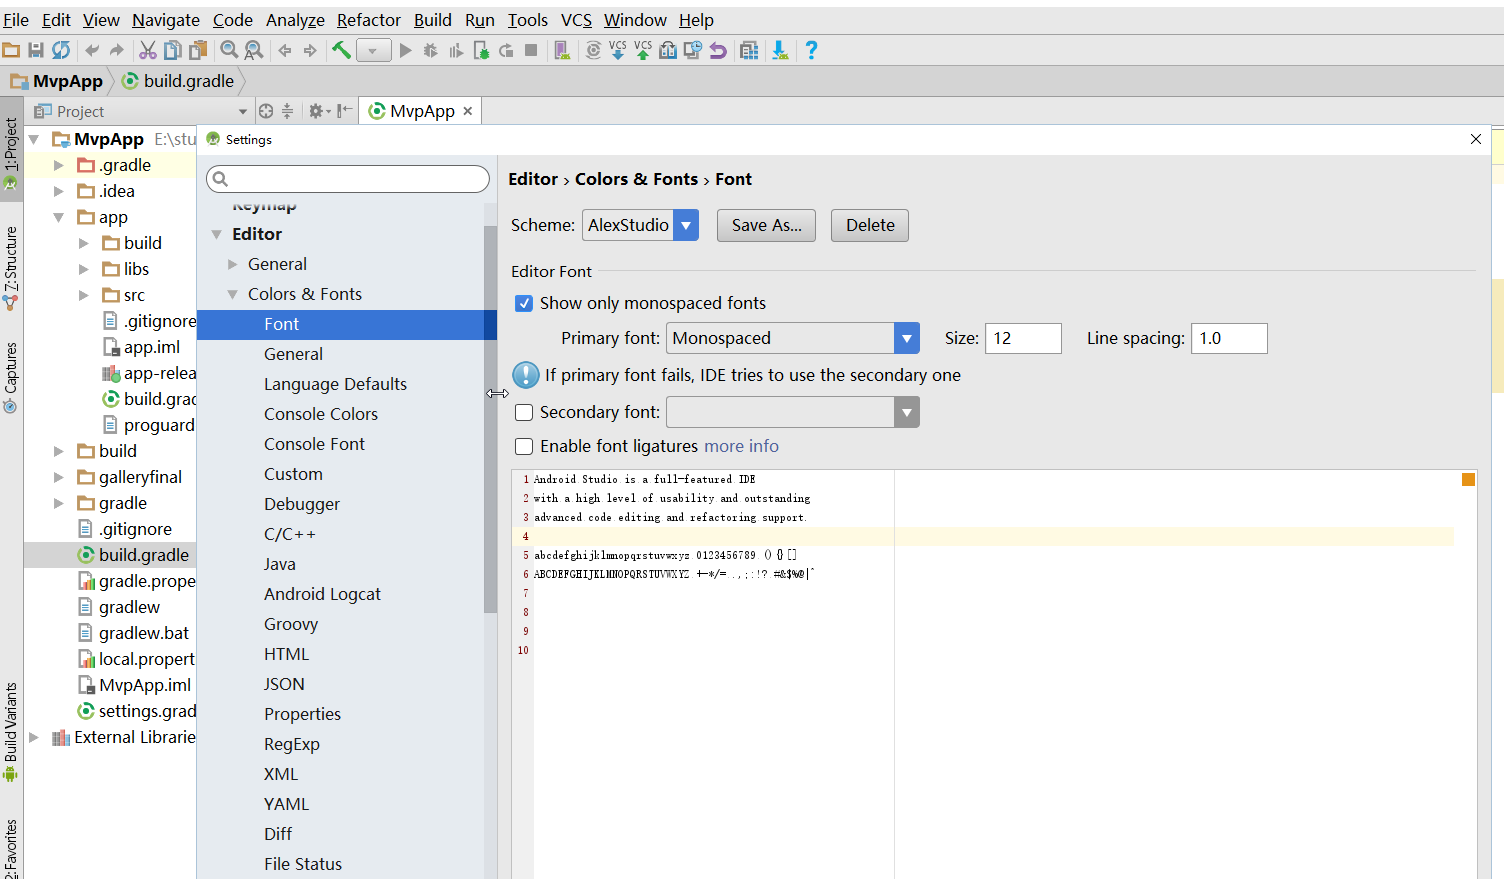 File Edit View Navigate Code Analyze Refactor Build Run Tools VCS Window Help
VCS VCS
MvpApp build.gradle
Project MvpApp
1: Project
Z: Structure
Captures
Build Variants
2: Favorites
MvpApp E:\stu
.gradle
.idea
app
build
libs
src
.gitignore
app.iml
app-relea
build.grad
proguard
build
galleryfinal
gradle
.gitignore
build.gradle
gradle.prope
gradlew
gradlew.bat
local.propert
MvpApp.iml
settings.grad
External Librarie
Settings
Keymap
Editor
General
Colors & Fonts
Font
General
Language Defaults
Console Colors
Console Font
Custom
Debugger
C/C++
Java
Android Logcat
Groovy
HTML
JSON
Properties
RegExp
XML
YAML
Diff
File Status
Editor › Colors & Fonts › Font
Scheme: AlexStudio Save As... Delete
Editor Font
Show only monospaced fonts
Primary font: Monospaced Size: 12 Line spacing: 1.0
If primary font fails, IDE tries to use the secondary one
Secondary font:
Enable font ligatures more info
1 Android Studio is a full-featured IDE
2 with a high level of usability and outstanding
3 advanced code editing and refactoring support.
4
5 abcdefghijklmnopqrstuvwxyz 0123456789 () {} []
6 ABCDEFGHIJKLMNOPQRSTUVWXYZ +-*/= .,;:!? #&$%@|^
7
8
9
10